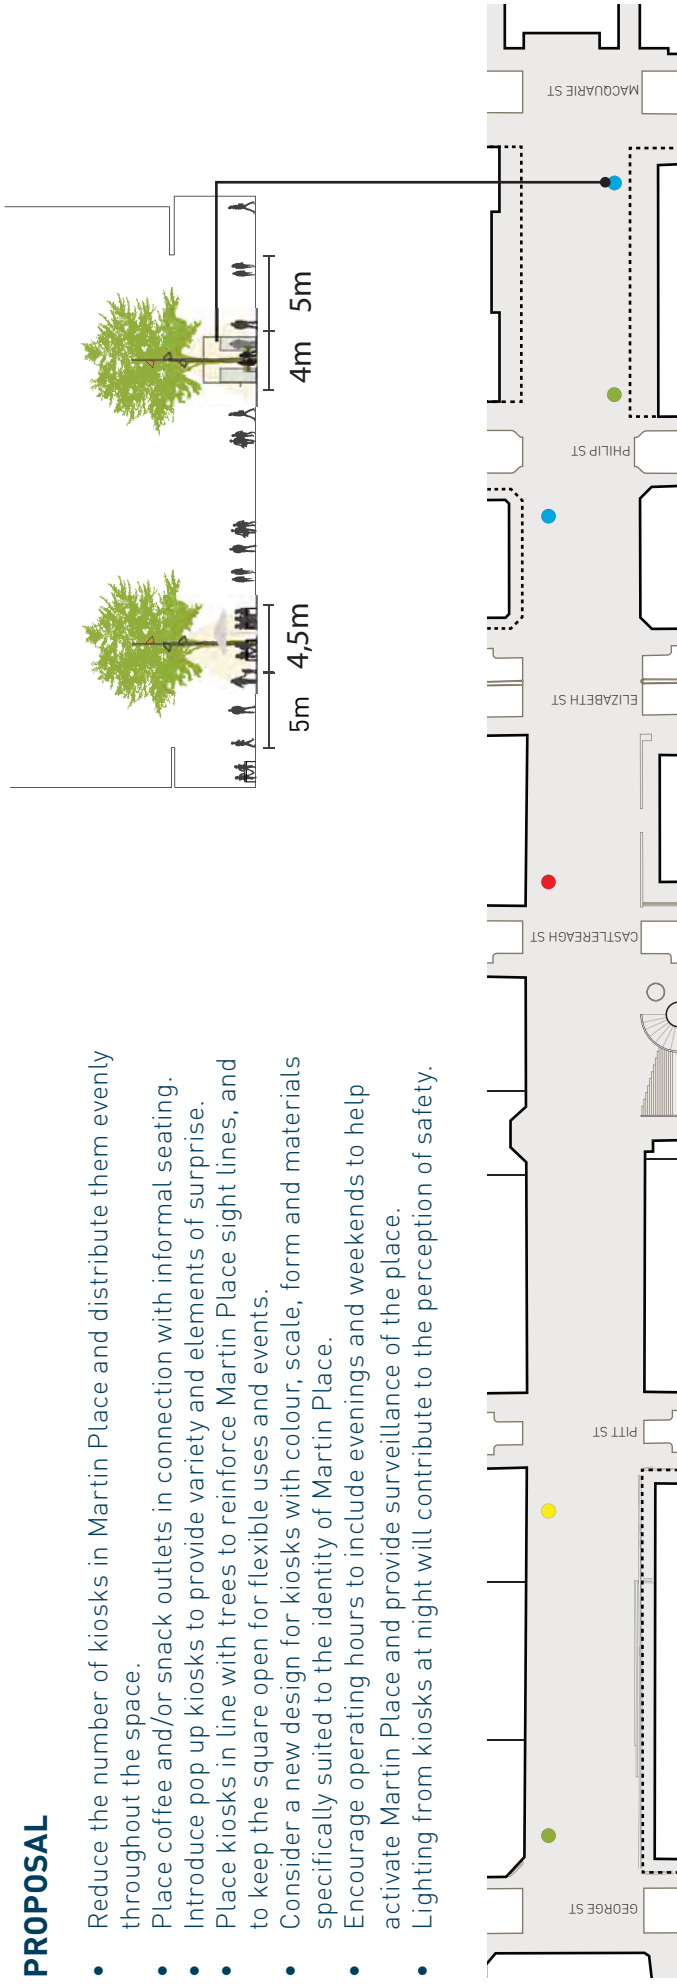 PROPOSAL
• Reduce the number of kiosks in Martin Place and distribute them evenly
throughout the space.
• Place coffee and/or snack outlets in connection with informal seating.
• Introduce pop up kiosks to provide variety and elements of surprise.
• Place kiosks in line with trees to reinforce Martin Place sight lines, and
to keep the square open for flexible uses and events.
• Consider a new design for kiosks with colour, scale, form and materials
specifically suited to the identity of Martin Place.
• Encourage operating hours to include evenings and weekends to help
activate Martin Place and provide surveillance of the place.
• Lighting from kiosks at night will contribute to the perception of safety.
5m
4,5m
4m
5m
GEORGE ST
PITT ST
CASTLEREAGH ST
ELIZABETH ST
PHILIP ST
MACQUARIE ST